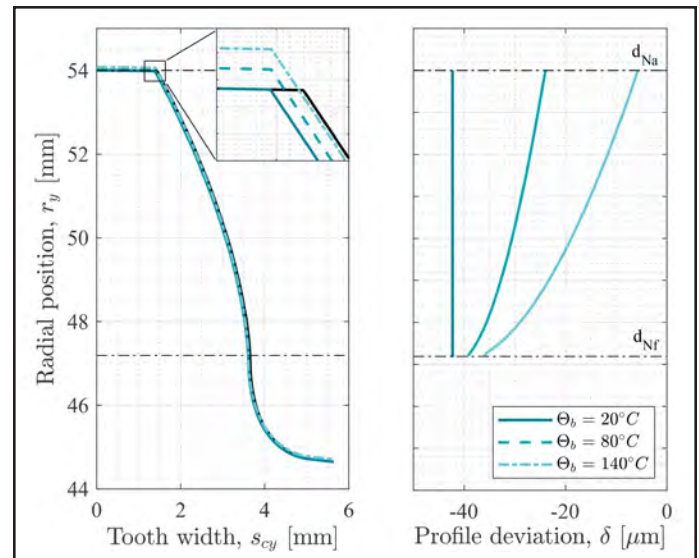 54
52
50
48
46
44
Radial position, r_y [mm]
0
2
4
6
Tooth width, s_cy [mm]
d_Na
d_Nf
Θ_b = 20°C
Θ_b = 80°C
Θ_b = 140°C
-40
-20
0
Profile deviation, δ [μm]